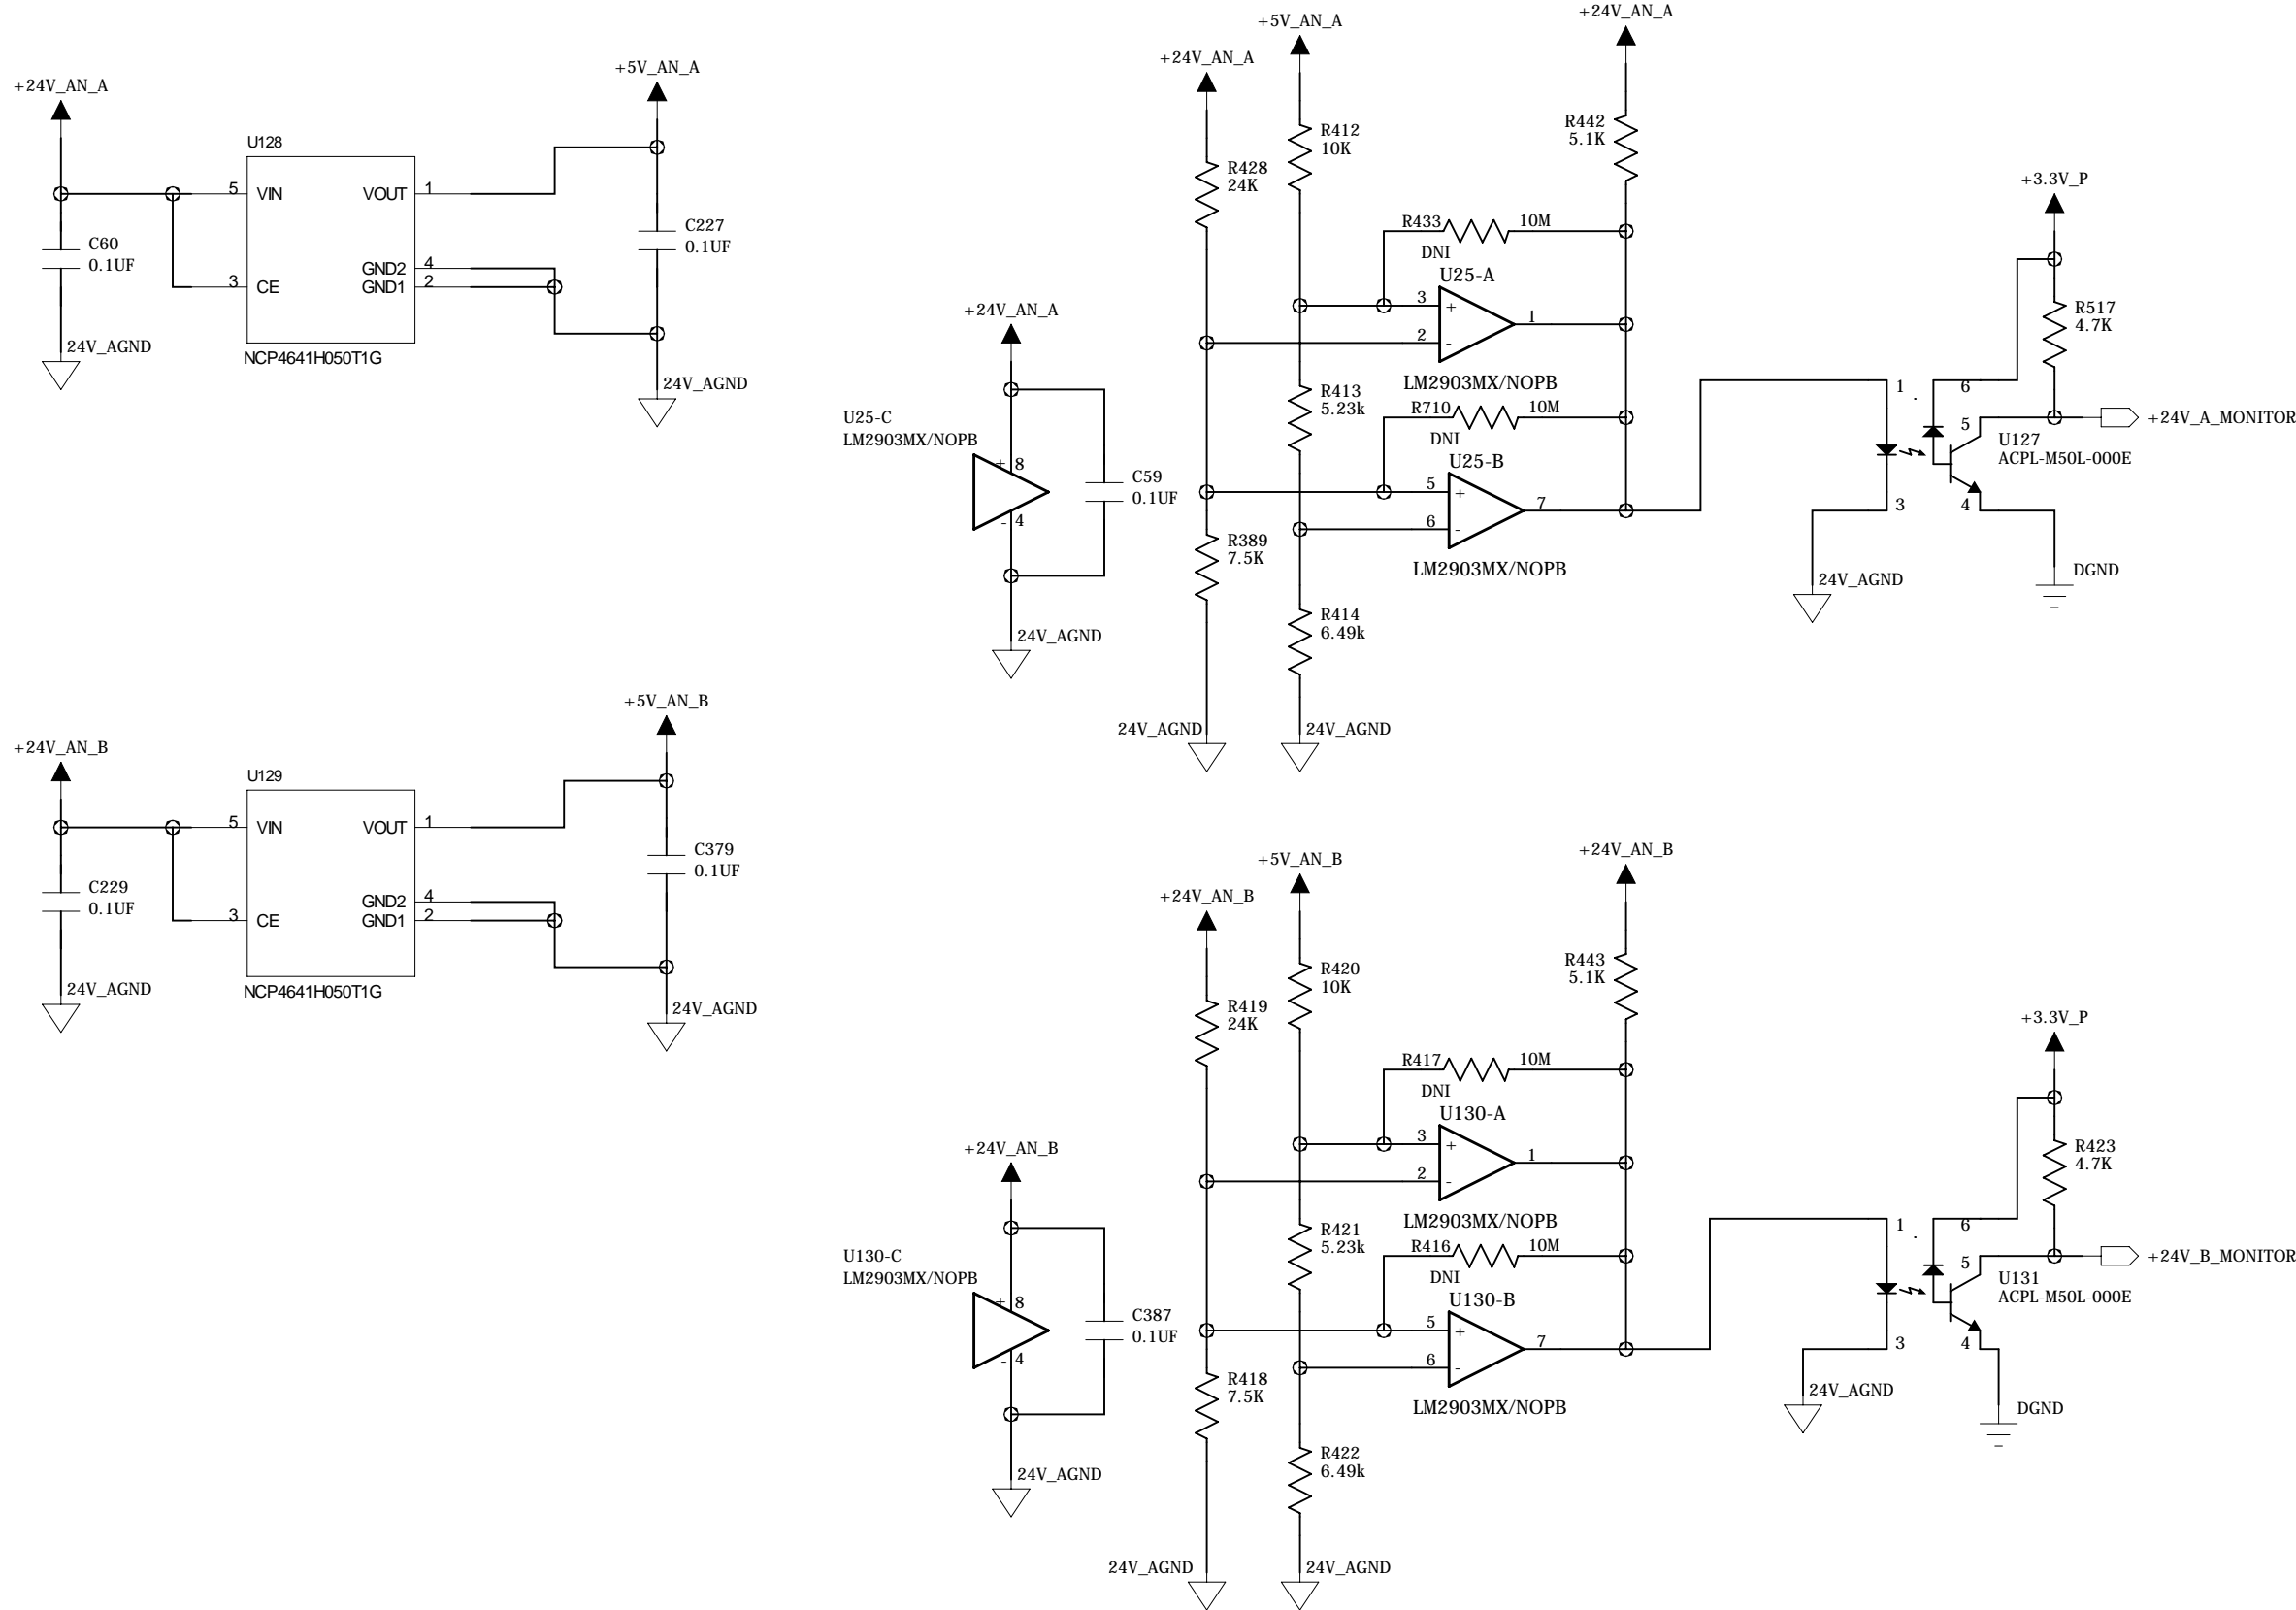 +24V_AN_A
U128
5 VIN VOUT 1
C60
0.1UF
GND2 4
3 CE GND1 2
24V_AGND
NCP4641H050T1G
+5V_AN_A
C227
0.1UF
24V_AGND
+24V_AN_A
U25-C
LM2903MX/NOPB
+ 8
- 4
C59
0.1UF
24V_AGND
+24V_AN_A
R428
24K
R389
7.5K
24V_AGND
+5V_AN_A
R412
10K
R413
5.23k
R414
6.49k
24V_AGND
+24V_AN_A
R442
5.1K
R433 10M
DNI
U25-A
3 +
1
2 -
LM2903MX/NOPB
R710 10M
DNI
U25-B
5 +
7
6 -
LM2903MX/NOPB
+3.3V_P
R517
4.7K
1 . 6
5
+24V_A_MONITOR
U127
ACPL-M50L-000E
3 4
24V_AGND
DGND
+24V_AN_B
U129
5 VIN VOUT 1
C229
0.1UF
GND2 4
3 CE GND1 2
24V_AGND
NCP4641H050T1G
+5V_AN_B
C379
0.1UF
24V_AGND
+24V_AN_B
U130-C
LM2903MX/NOPB
+ 8
- 4
C387
0.1UF
24V_AGND
+24V_AN_B
R419
24K
R418
7.5K
24V_AGND
+5V_AN_B
R420
10K
R421
5.23k
R422
6.49k
24V_AGND
+24V_AN_B
R443
5.1K
R417 10M
DNI
U130-A
3 +
1
2 -
LM2903MX/NOPB
R416 10M
DNI
U130-B
5 +
7
6 -
LM2903MX/NOPB
+3.3V_P
R423
4.7K
1 . 6
5
+24V_B_MONITOR
U131
ACPL-M50L-000E
3 4
24V_AGND
DGND